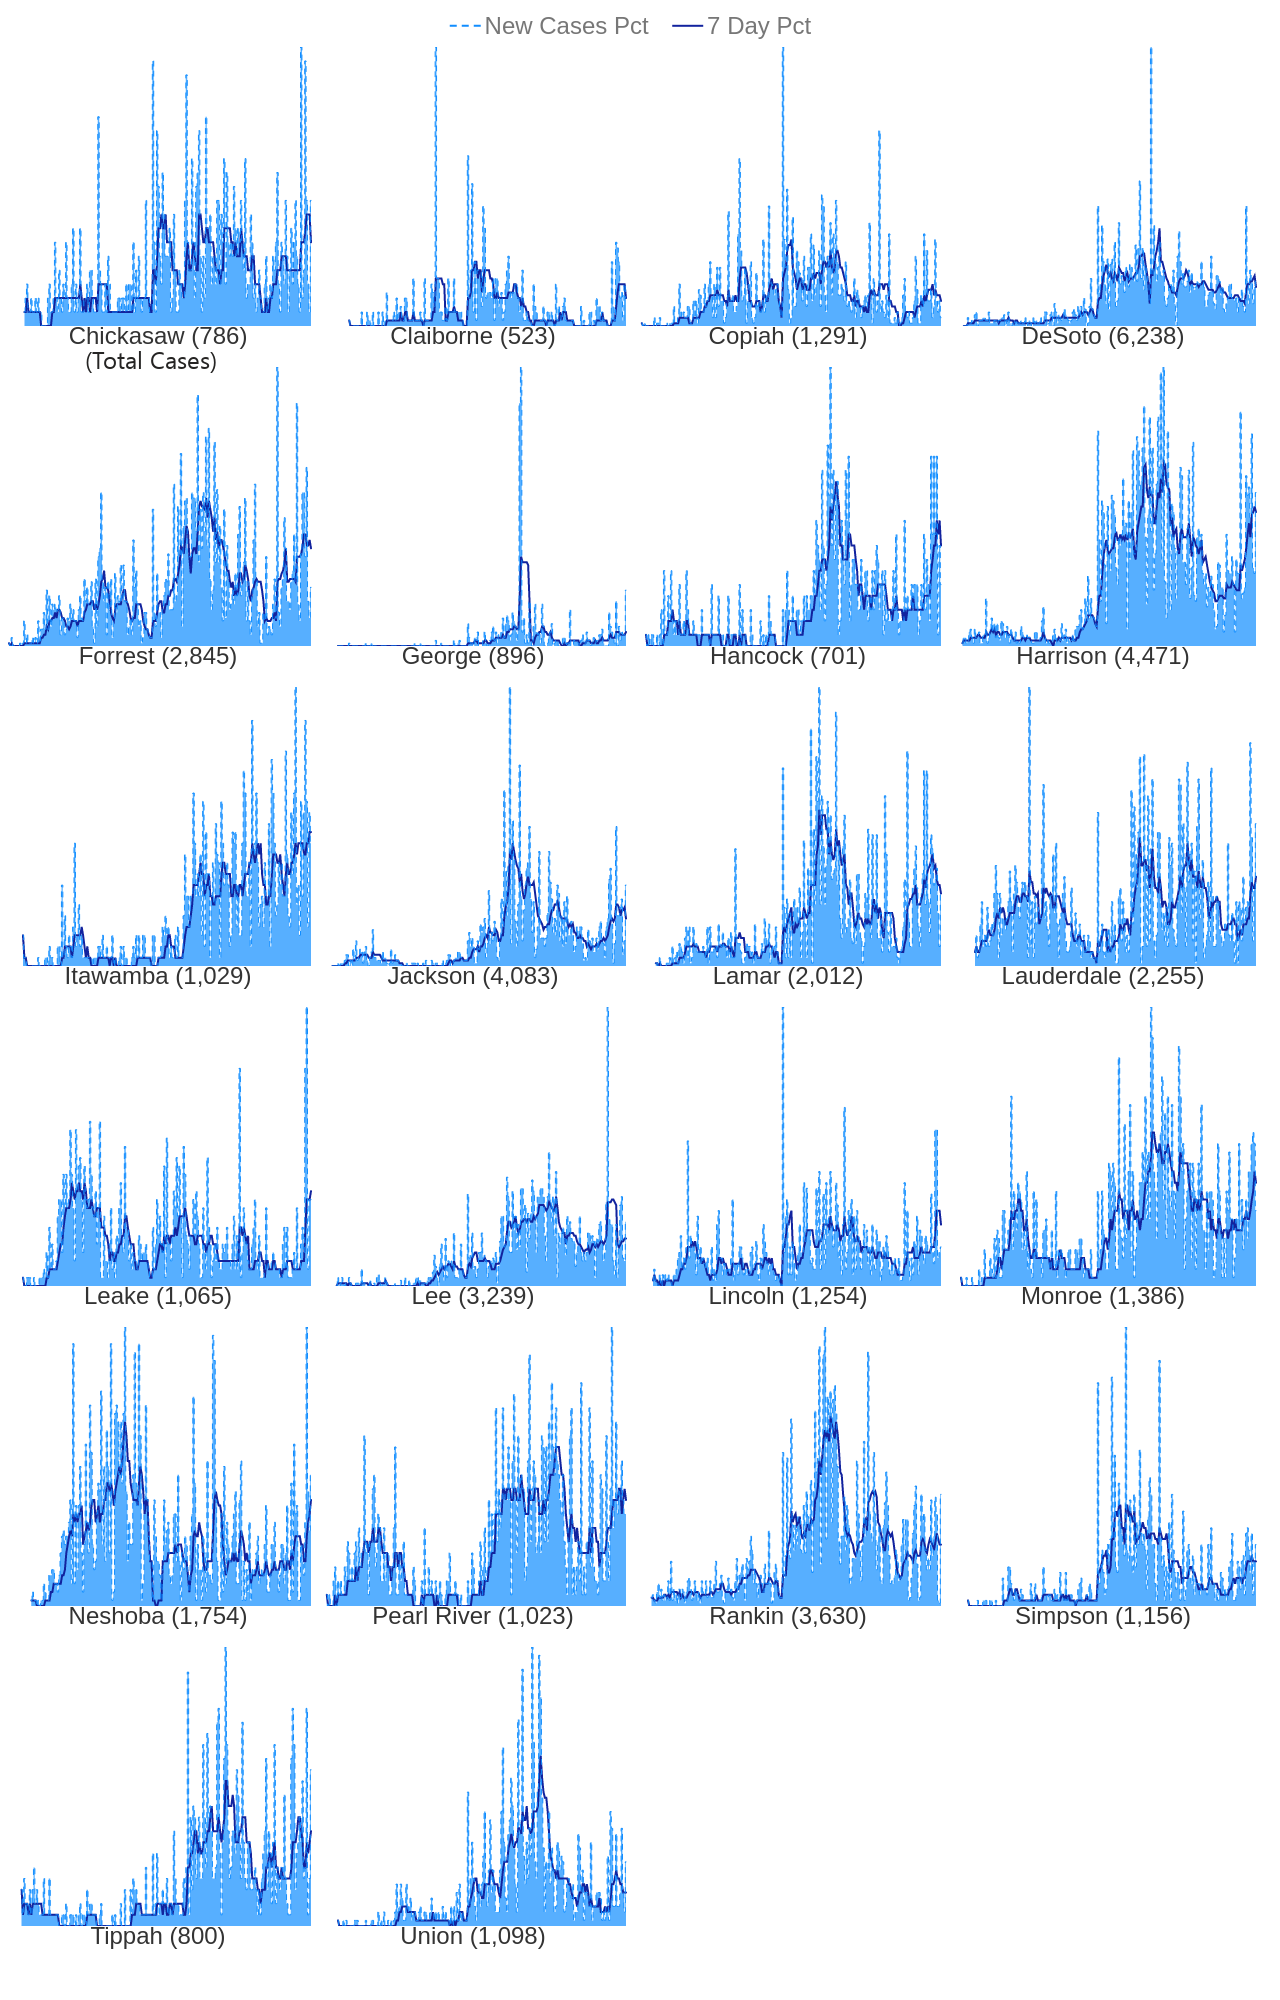 New Cases Pct 7 Day Pct
Chickasaw (786) Claiborne (523) Copiah (1,291) DeSoto (6,238)
(Total Cases)
Forrest (2,845) George (896) Hancock (701) Harrison (4,471)
Itawamba (1,029) Jackson (4,083) Lamar (2,012) Lauderdale (2,255)
Leake (1,065) Lee (3,239) Lincoln (1,254) Monroe (1,386)
Neshoba (1,754) Pearl River (1,023) Rankin (3,630) Simpson (1,156)
Tippah (800) Union (1,098)